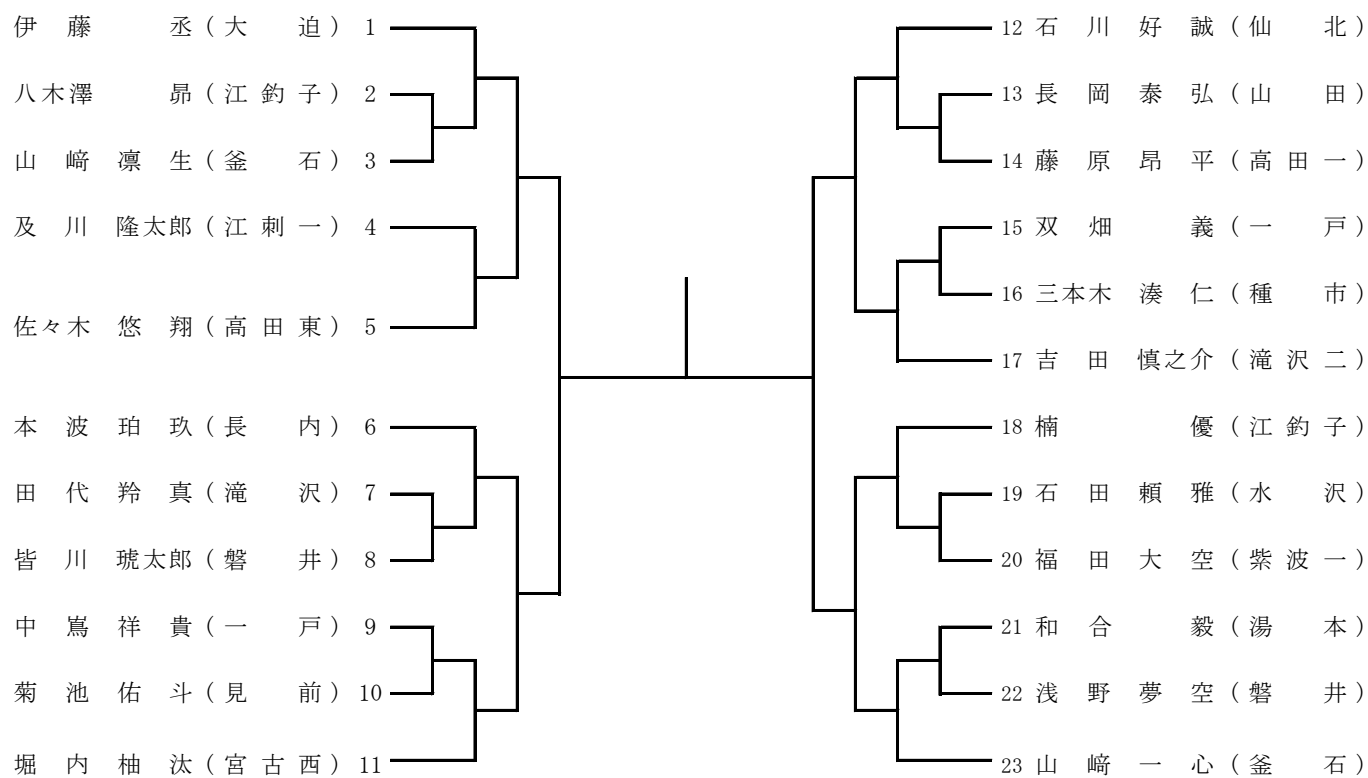 伊藤 丞（大迫）1
八木澤 昴（江釣子）2
山﨑凛生（釜石）3
及川隆太郎（江刺一）4
佐々木悠翔（高田東）5
本波珀玖（長内）6
田代羚真（滝沢）7
皆川琥太郎（磐井）8
中嶌祥貴（一戸）9
菊池佑斗（見前）10
堀内柚汰（宮古西）11
12 石川好誠（仙北）
13 長岡泰弘（山田）
14 藤原昂平（高田一）
15 双畑 義（一戸）
16 三本木湊仁（種市）
17 吉田慎之介（滝沢二）
18 楠 優（江釣子）
19 石田頼雅（水沢）
20 福田大空（紫波一）
21 和合 毅（湯本）
22 浅野夢空（磐井）
23 山﨑一心（釜石）